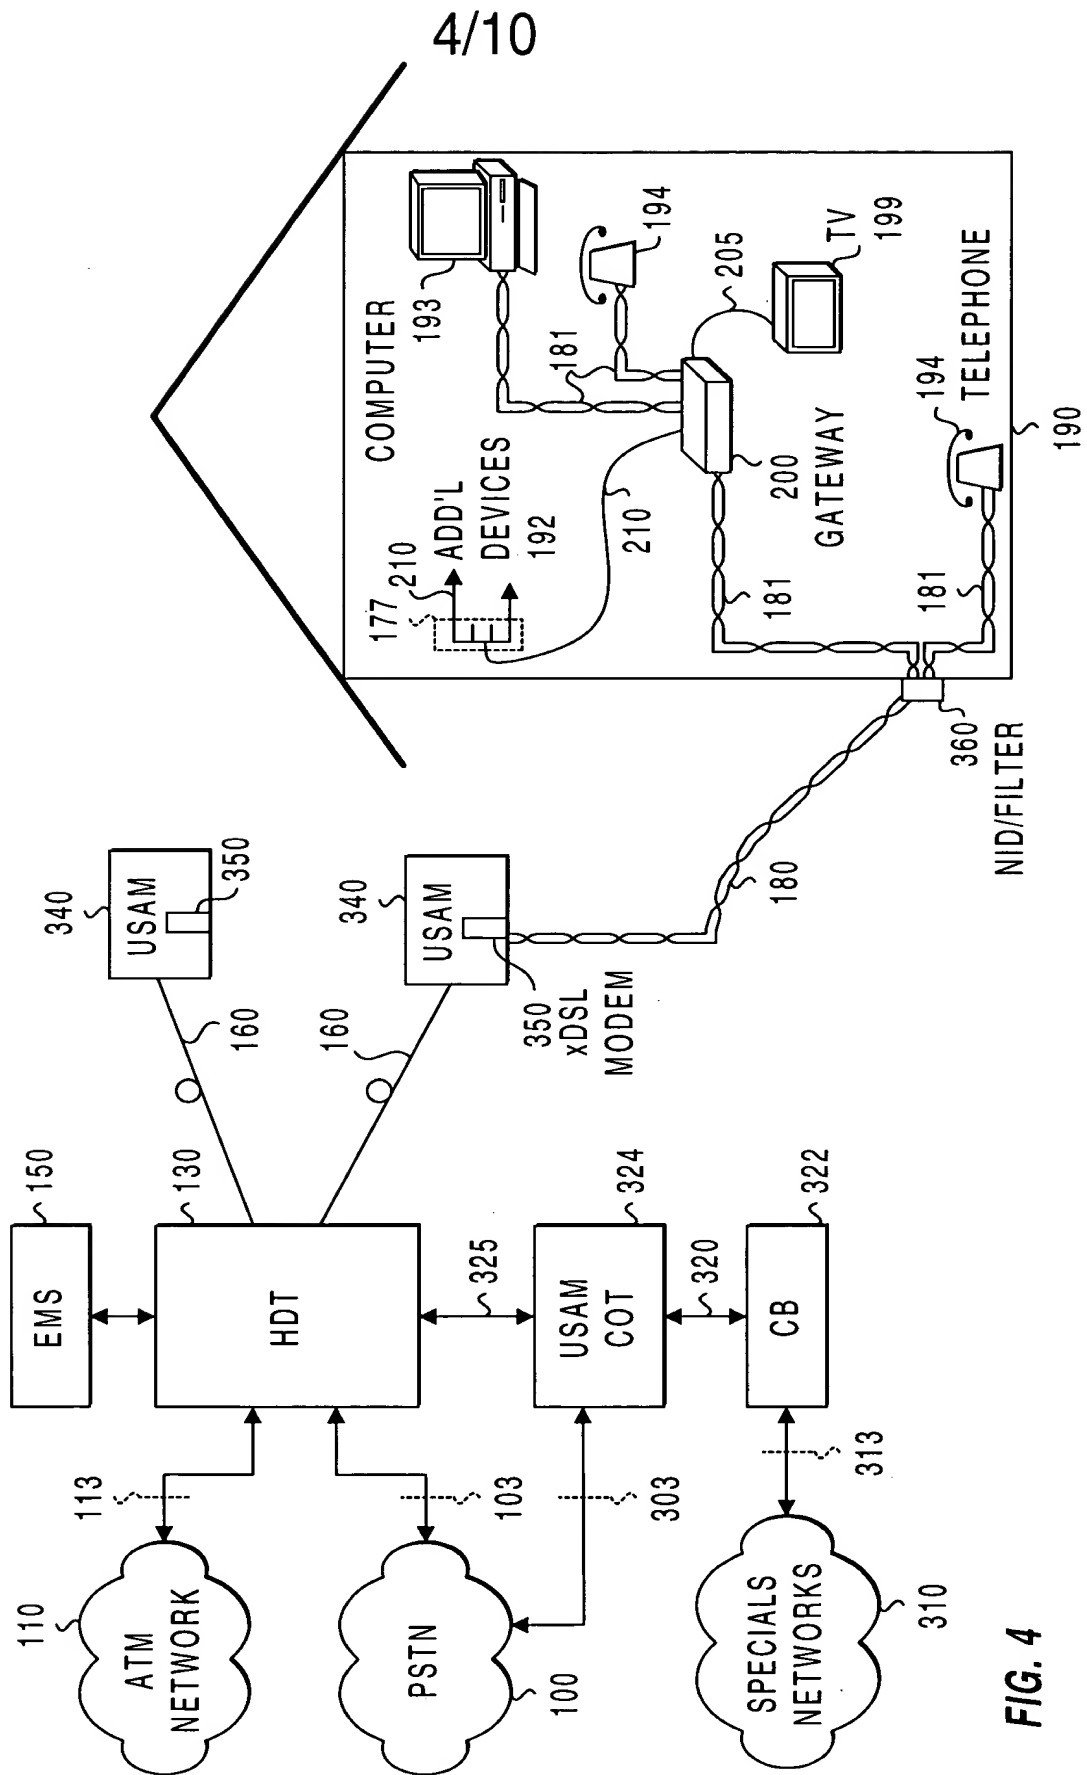 4/10
110
ATM
NETWORK
113
EMS
150
HDT
130
PSTN
100
103
303
325
USAM
COT
324
320
CB
322
313
SPECIALS
NETWORKS
310
160
160
340
USAM
350
340
USAM
350
xDSL
MODEM
180
NID/FILTER
360
177
210
ADD'L
DEVICES
192
COMPUTER
193
181
194
210
205
TV
199
200
GATEWAY
181
181
194
TELEPHONE
190
FIG. 4